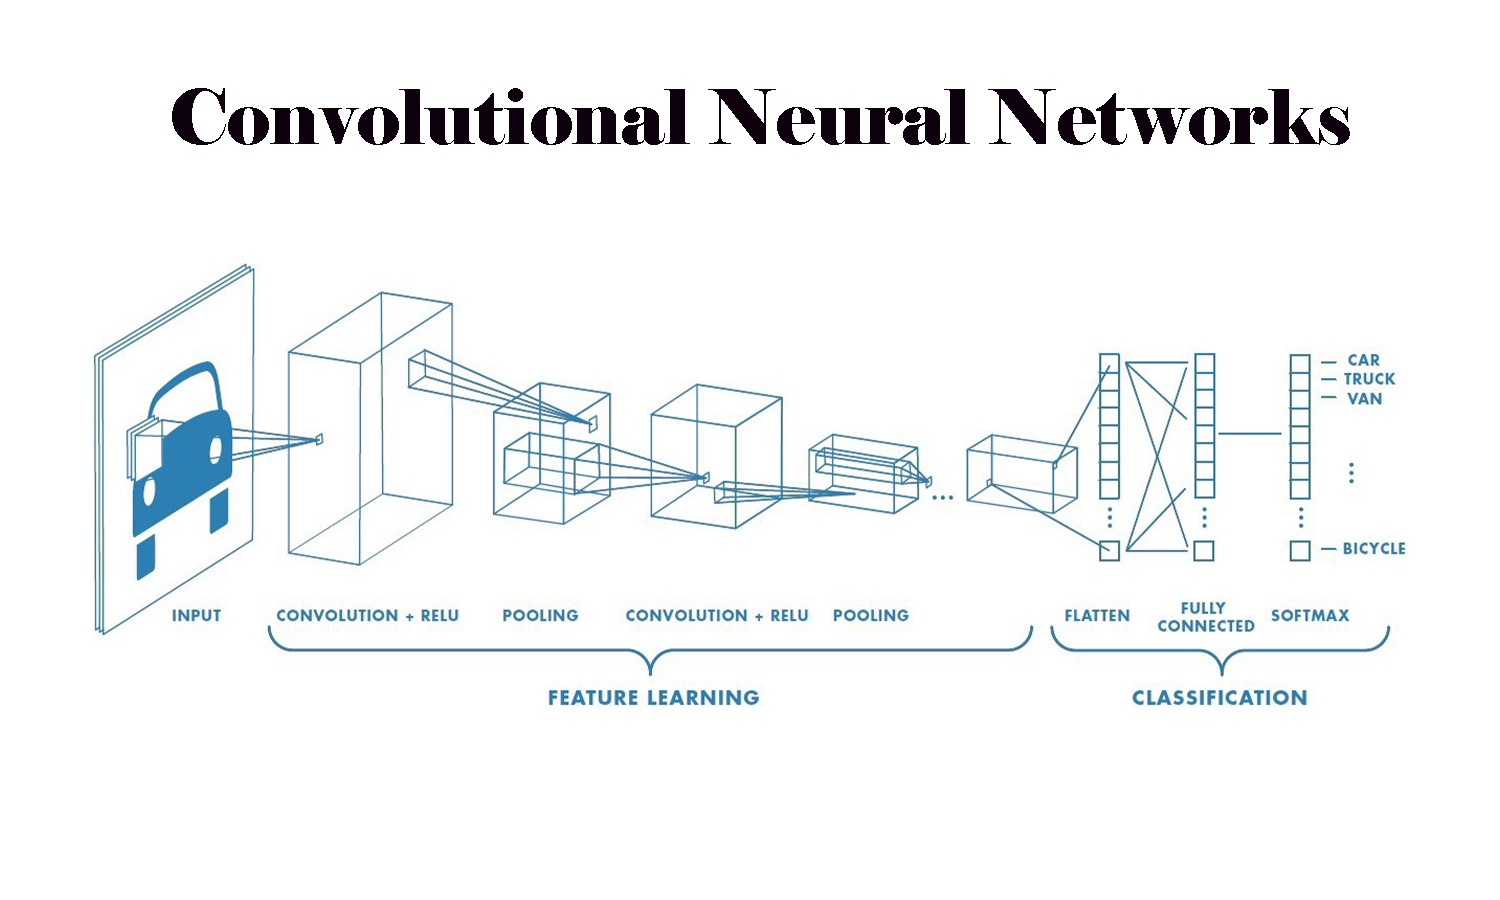 Convolutional Neural Networks
CAR
TRUCK
VAN
BICYCLE
INPUT
CONVOLUTION + RELU
POOLING
CONVOLUTION + RELU
POOLING
FLATTEN
FULLY
CONNECTED
SOFTMAX
FEATURE LEARNING
CLASSIFICATION